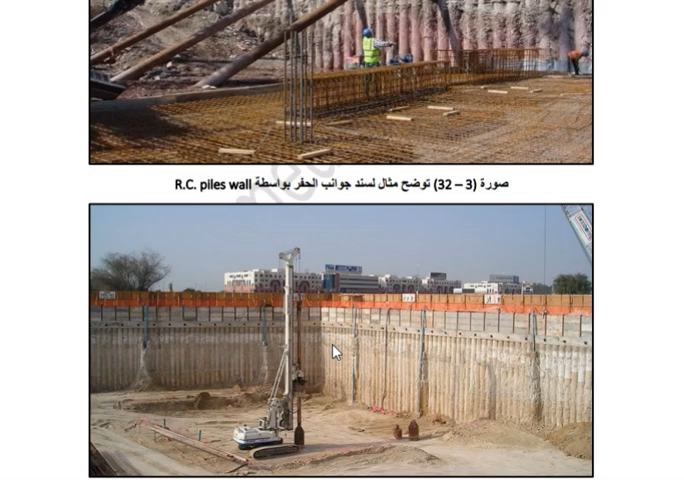 صورة (3 – 32) توضح مثال لسند جوانب الحفر بواسطة R.C. piles wall